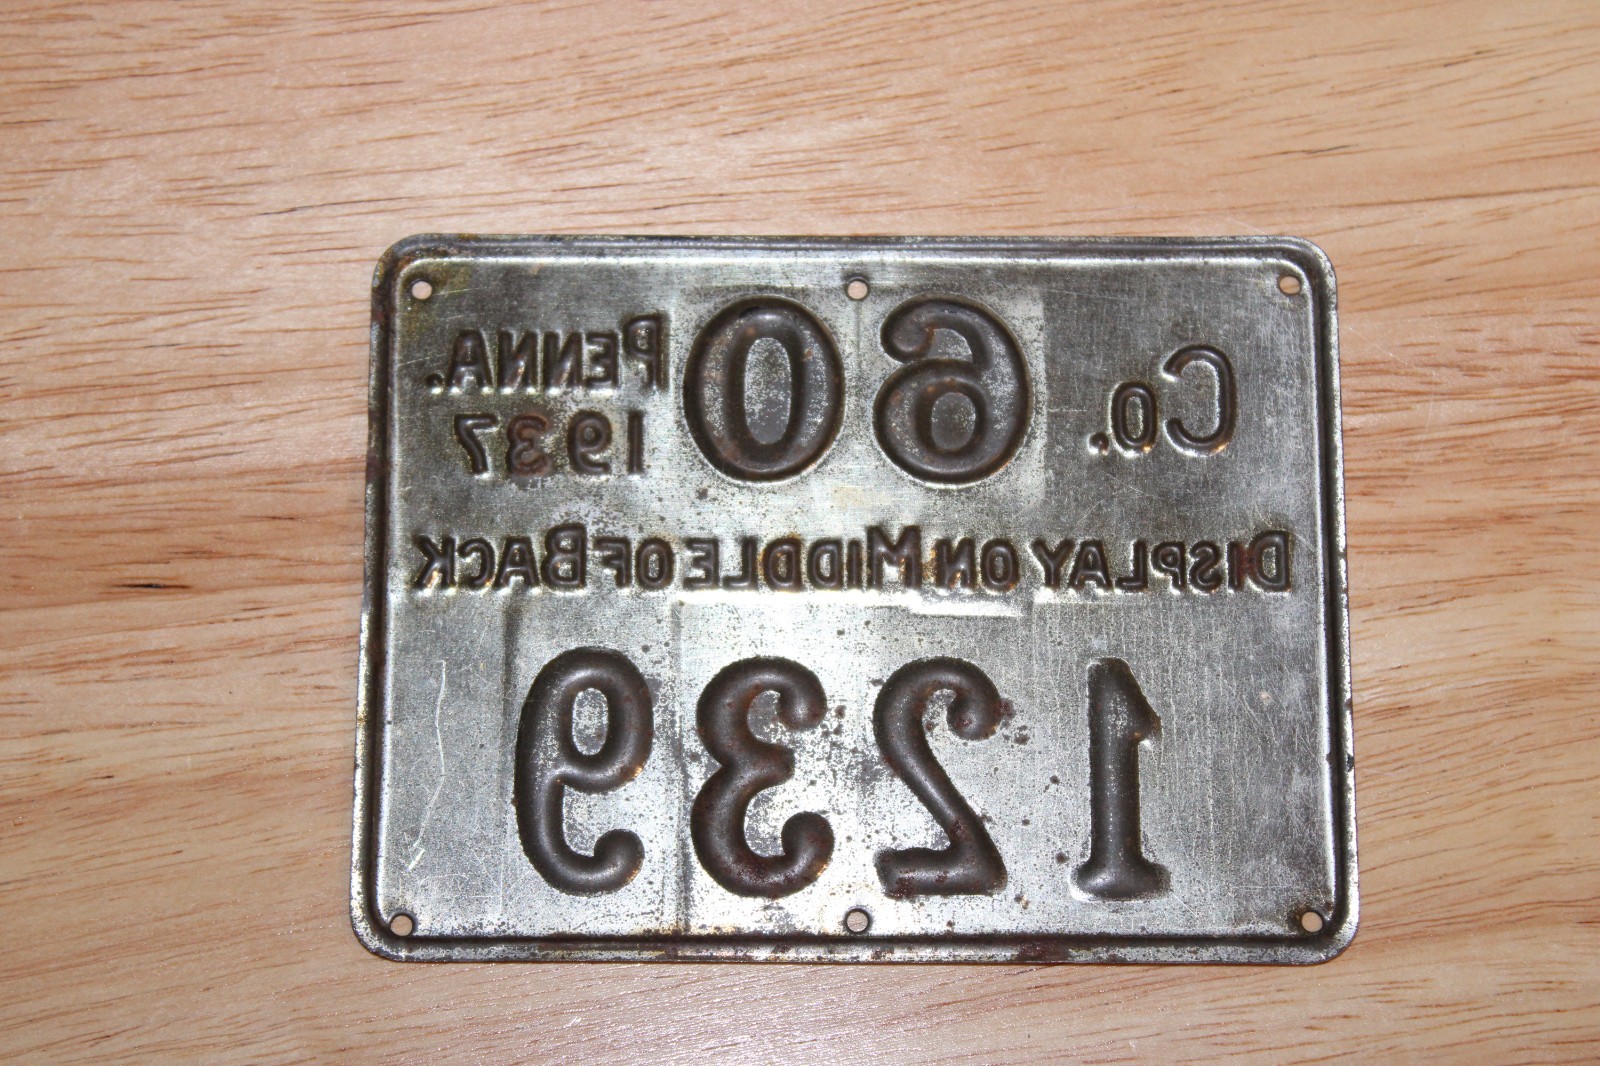 Co. 60 PENNA.
1937
DISPLAY ON MIDDLE OF BACK
1239